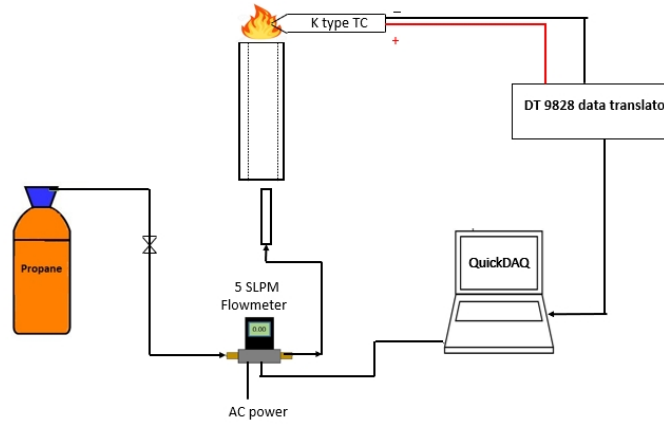 K type TC
−
+
DT 9828 data translato
Propane
QuickDAQ
5 SLPM
Flowmeter
0.00
AC power